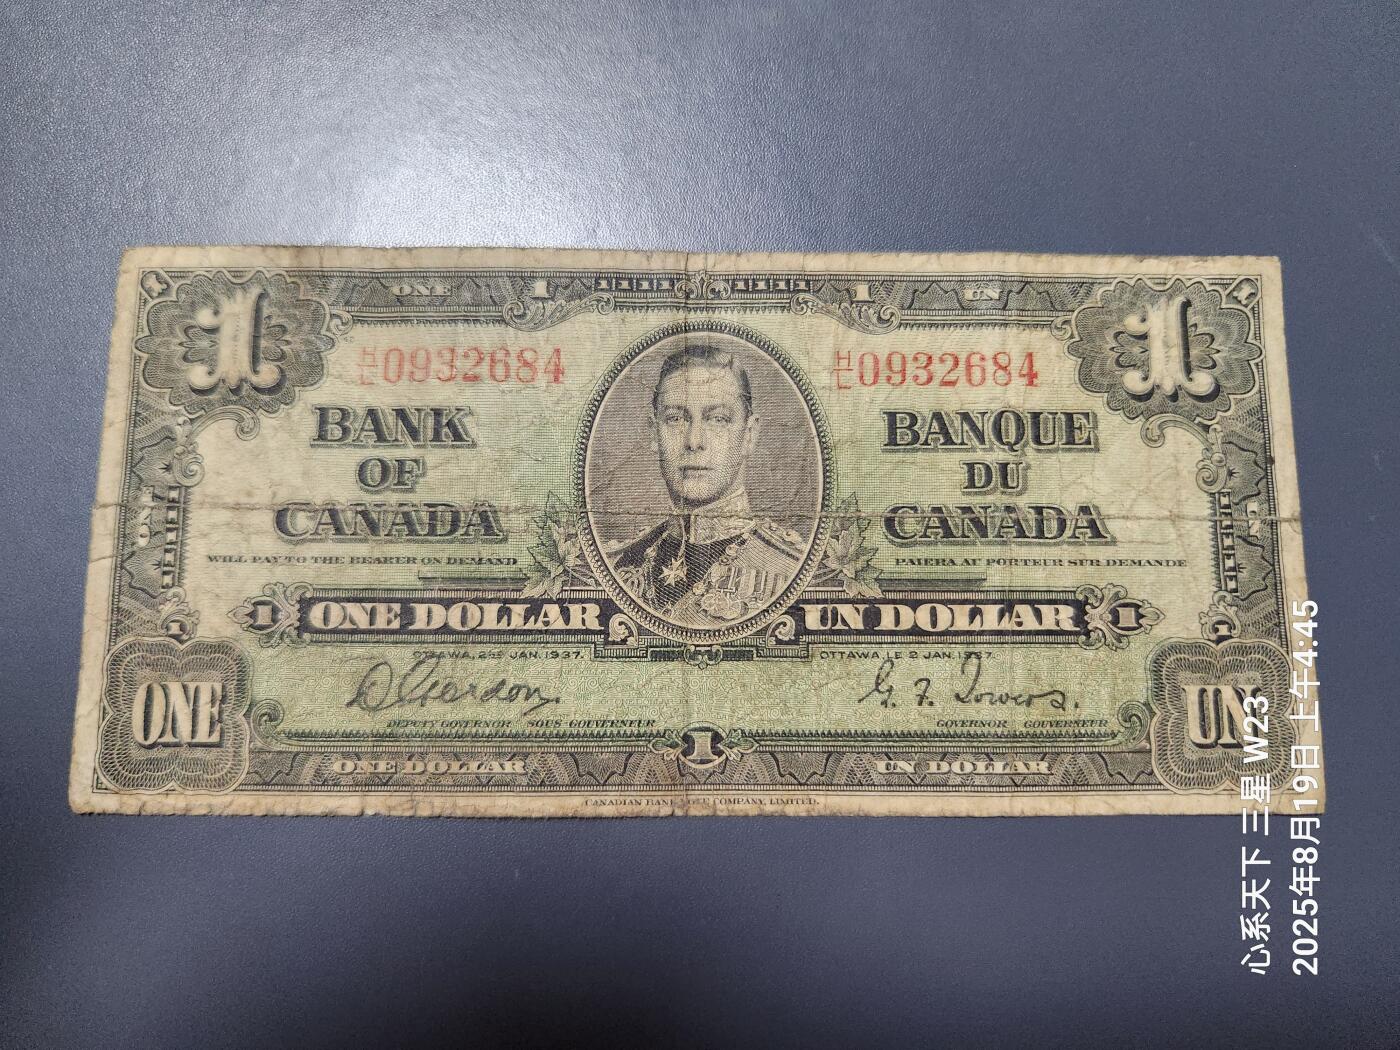 1
ONE
1
1111
1111
1
UN
1
H/L 0932684
H/L 0932684
BANK
OF
CANADA
BANQUE
DU
CANADA
WILL PAY TO THE BEARER ON DEMAND
PAIERA AU PORTEUR SUR DEMANDE
1
ONE DOLLAR
UN DOLLAR
1
OTTAWA, 2ND JAN. 1937.
OTTAWA, LE 2 JAN. 1937.
D Gordon
G. F. Towers.
DEPUTY GOVERNOR SOUS-GOUVERNEUR
GOVERNOR GOUVERNEUR
ONE
UN
1
ONE DOLLAR
UN DOLLAR
CANADIAN BANK NOTE COMPANY, LIMITED.
心系天下 三星 W23
2025年8月19日 上午4:45